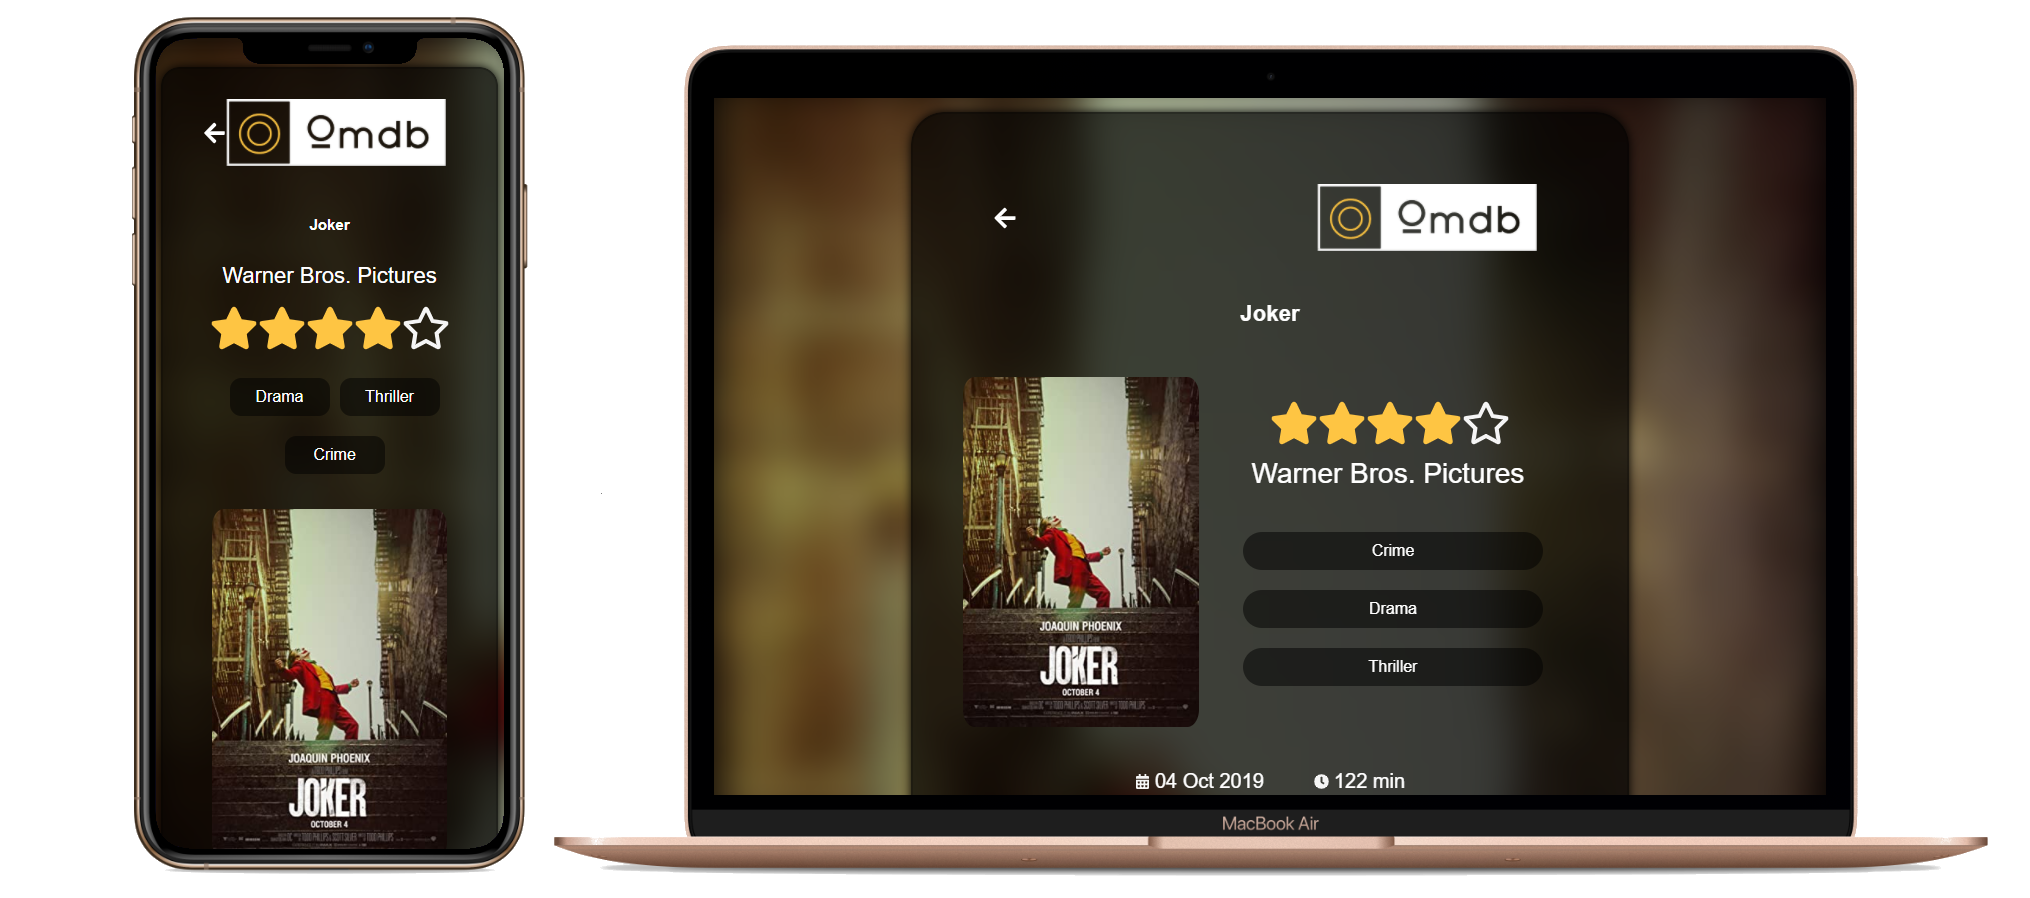 Omdb
Joker
Warner Bros. Pictures
Drama
Thriller
Crime
JOAQUIN PHOENIX
JOKER
OCTOBER 4
Omdb
Joker
Warner Bros. Pictures
Crime
Drama
Thriller
JOAQUIN PHOENIX
JOKER
OCTOBER 4
04 Oct 2019
122 min
MacBook Air